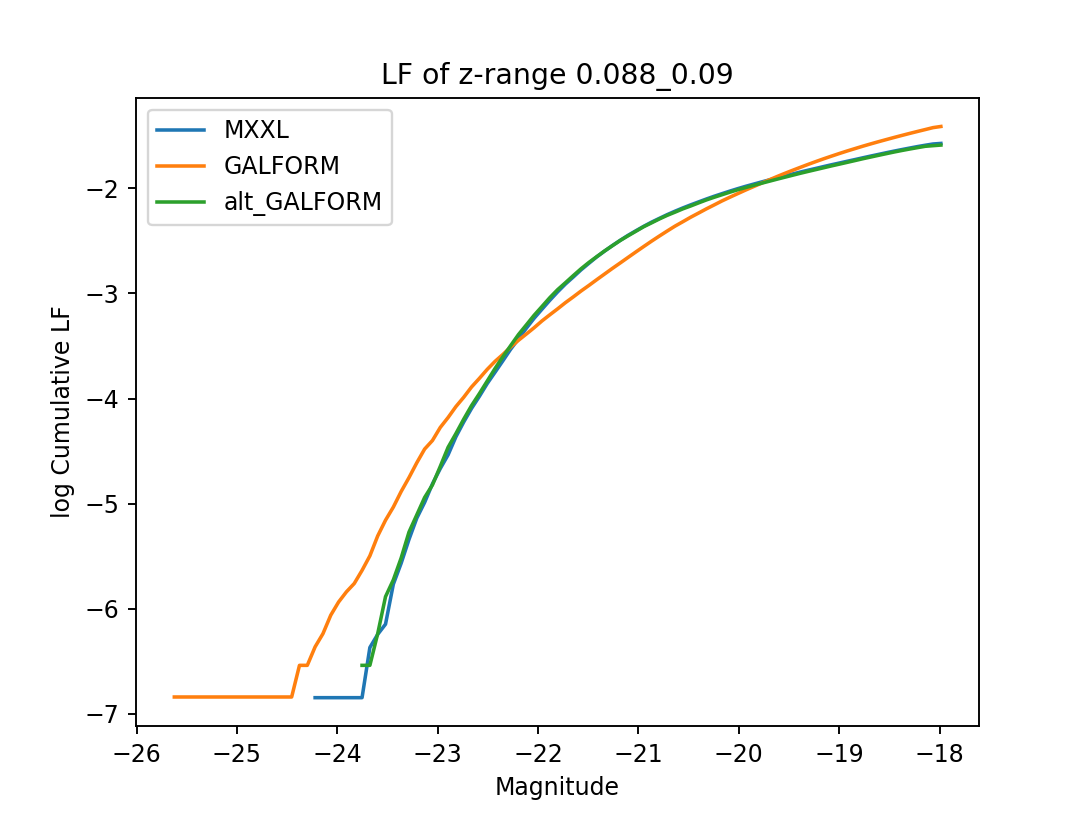 LF of z-range 0.088_0.09
MXXL
GALFORM
alt_GALFORM
log Cumulative LF
−2
−3
−4
−5
−6
−7
−26 −25 −24 −23 −22 −21 −20 −19 −18
Magnitude